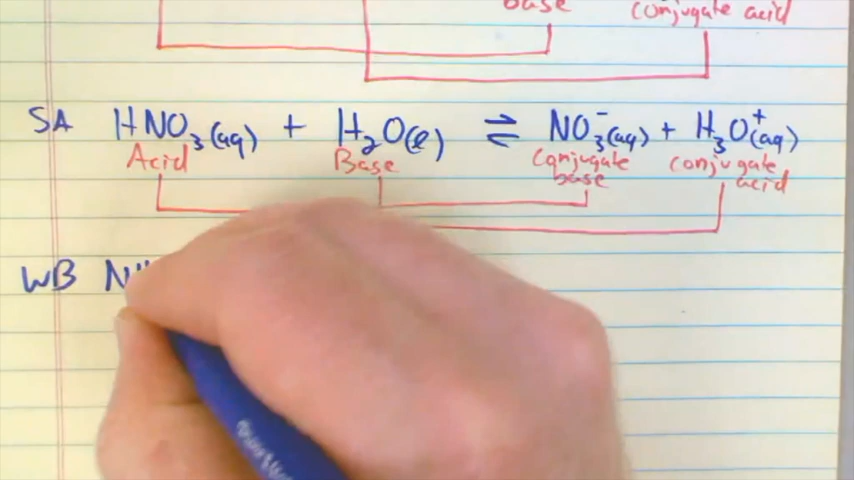 base conjugate acid
SA HNO₃(aq) + H₂O(ℓ) ⇌ NO₃⁻(aq) + H₃O⁺(aq)
Acid Base Conjugate base conjugate acid
WB